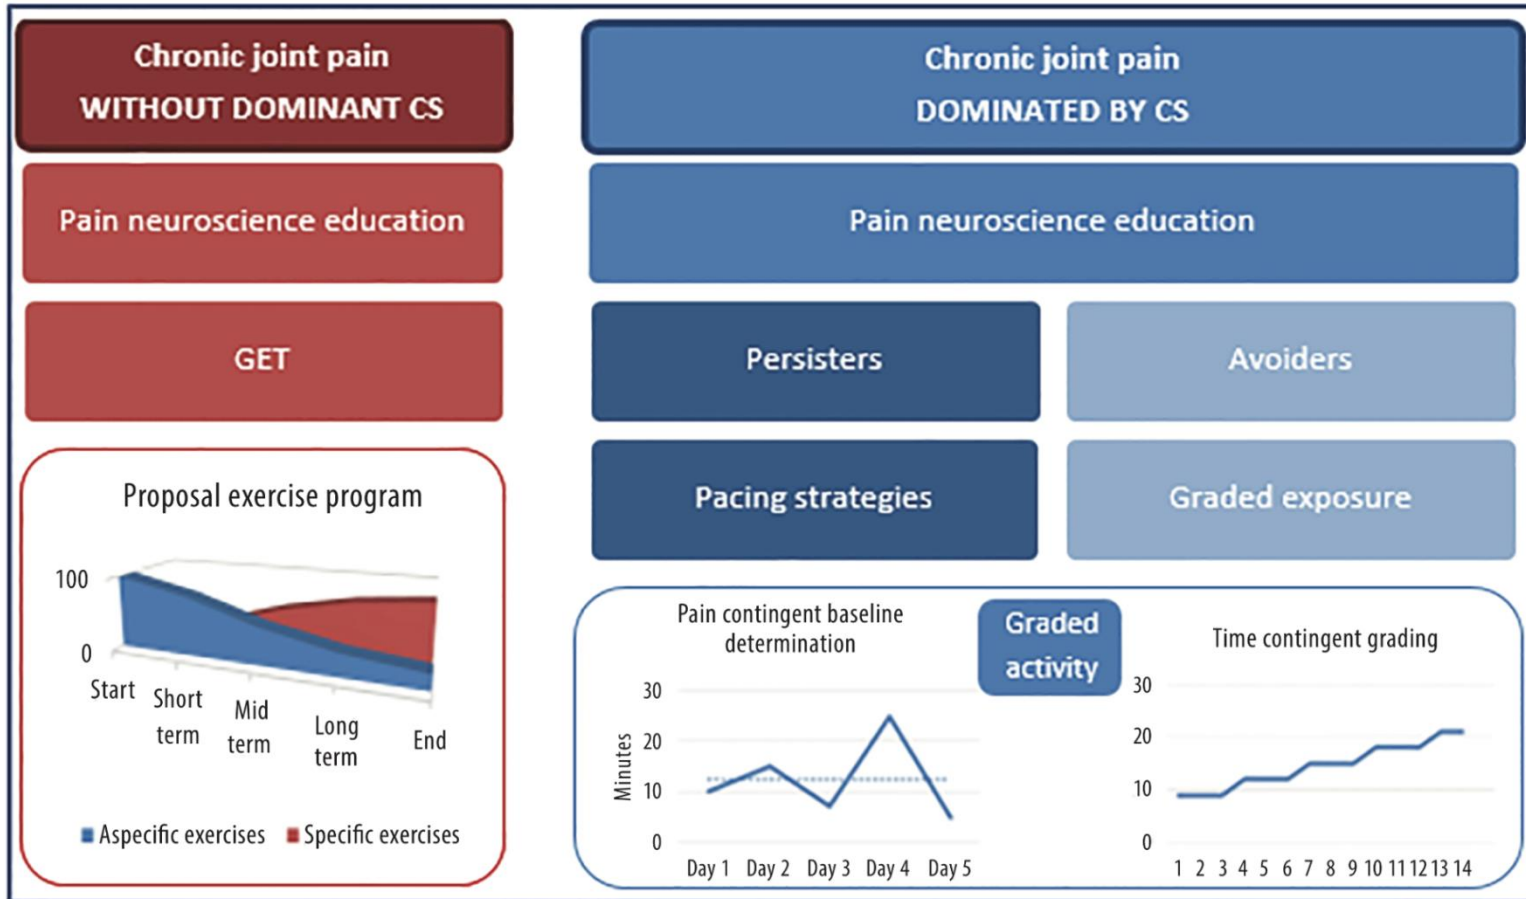 Chronic joint pain
WITHOUT DOMINANT CS
Pain neuroscience education
GET
Proposal exercise program
100
0
Start
Short
term
Mid
term
Long
term
End
Aspecific exercises
Specific exercises
Chronic joint pain
DOMINATED BY CS
Pain neuroscience education
Persisters
Avoiders
Pacing strategies
Graded exposure
Pain contingent baseline
determination
Minutes
30
20
10
0
Day 1 Day 2 Day 3 Day 4 Day 5
Graded
activity
Time contingent grading
30
20
10
0
1 2 3 4 5 6 7 8 9 10 11 12 13 14